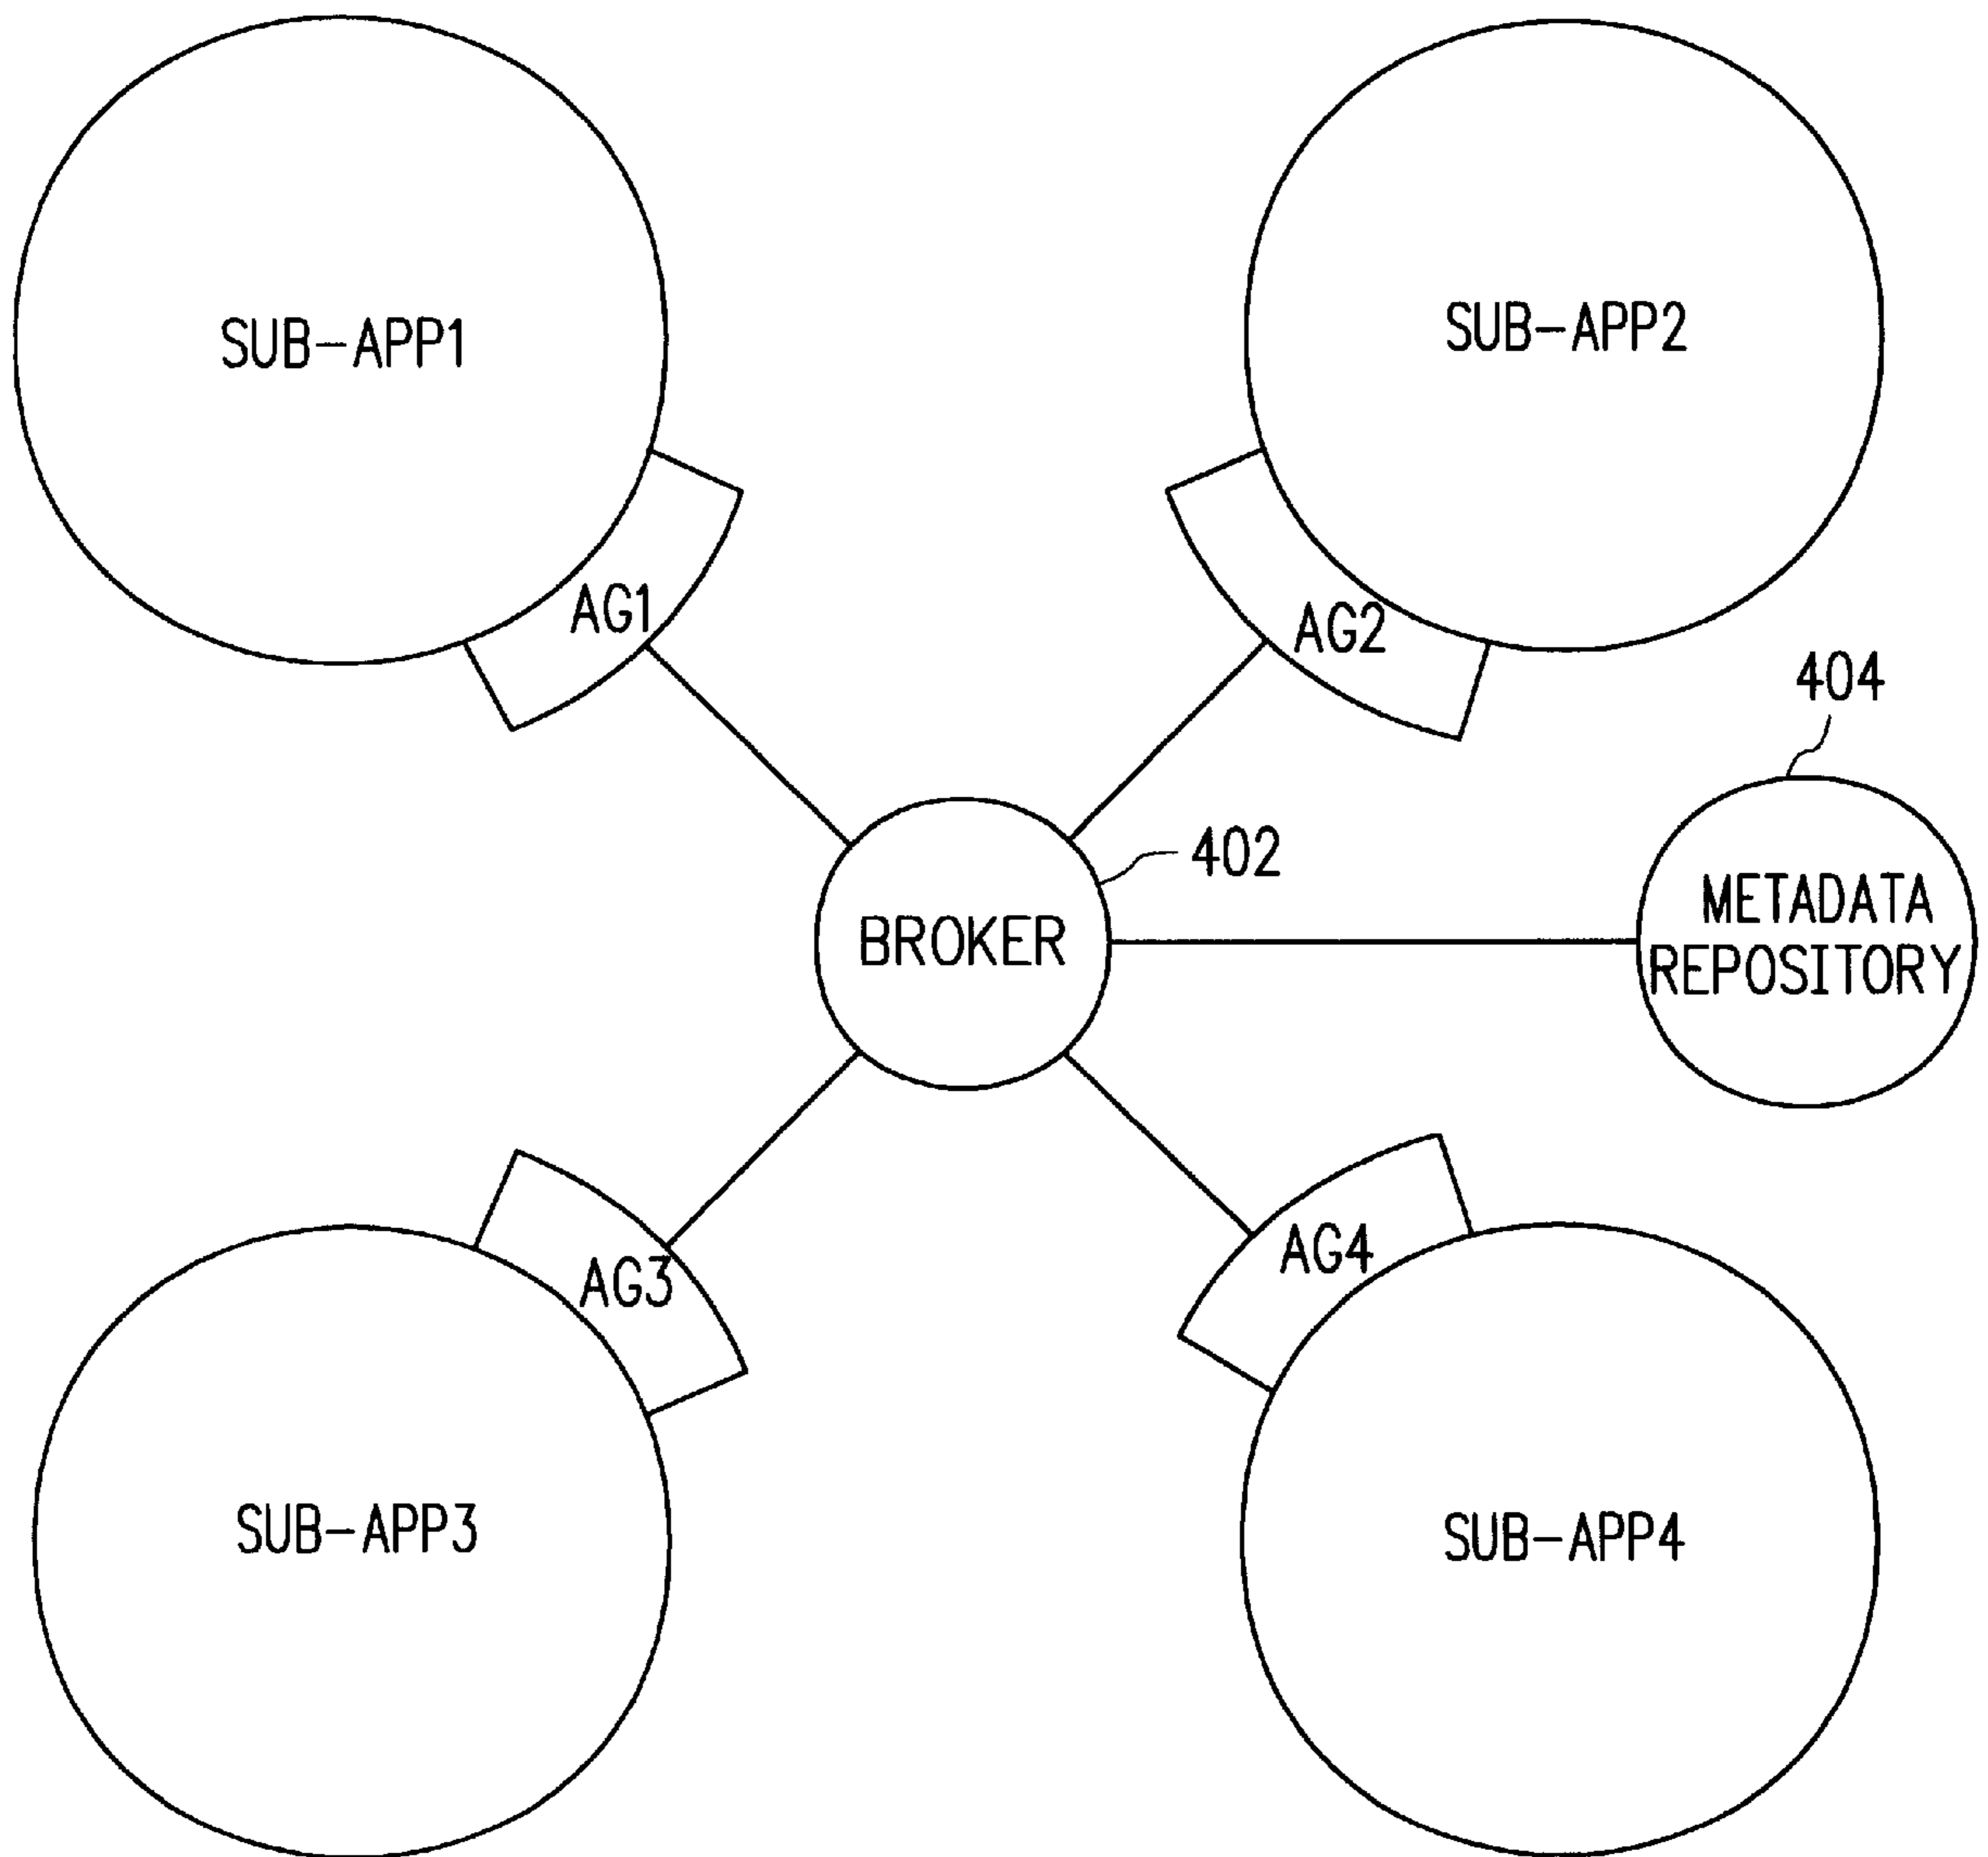 SUB-APP1
SUB-APP2
AG1
AG2
404
402
BROKER
METADATA
REPOSITORY
AG3
AG4
SUB-APP3
SUB-APP4